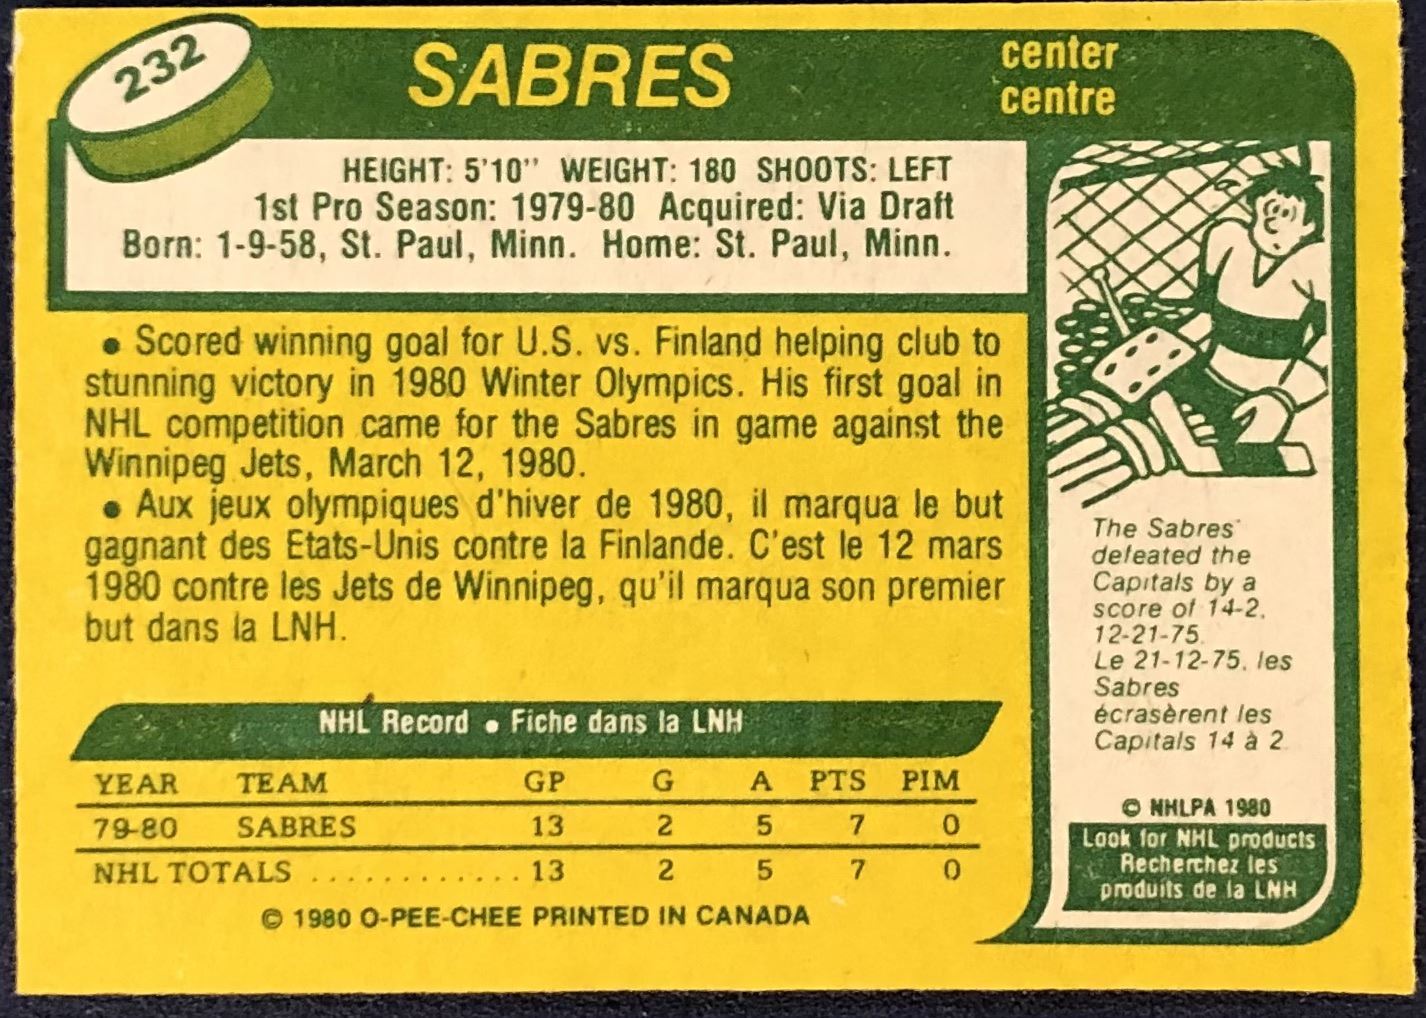 232
SABRES
center
centre
HEIGHT: 5'10'' WEIGHT: 180 SHOOTS: LEFT
1st Pro Season: 1979-80 Acquired: Via Draft
Born: 1-9-58, St. Paul, Minn. Home: St. Paul, Minn.
• Scored winning goal for U.S. vs. Finland helping club to
stunning victory in 1980 Winter Olympics. His first goal in
NHL competition came for the Sabres in game against the
Winnipeg Jets, March 12, 1980.
• Aux jeux olympiques d'hiver de 1980, il marqua le but
gagnant des Etats-Unis contre la Finlande. C'est le 12 mars
1980 contre les Jets de Winnipeg, qu'il marqua son premier
but dans la LNH.
The Sabres
defeated the
Capitals by a
score of 14-2,
12-21-75.
Le 21-12-75, les
Sabres
écrasèrent les
Capitals 14 à 2.
© NHLPA 1980
Look for NHL products
Recherchez les
produits de la LNH
NHL Record • Fiche dans la LNH
YEAR TEAM GP G A PTS PIM
79-80 SABRES 13 2 5 7 0
NHL TOTALS ............ 13 2 5 7 0
© 1980 O-PEE-CHEE PRINTED IN CANADA